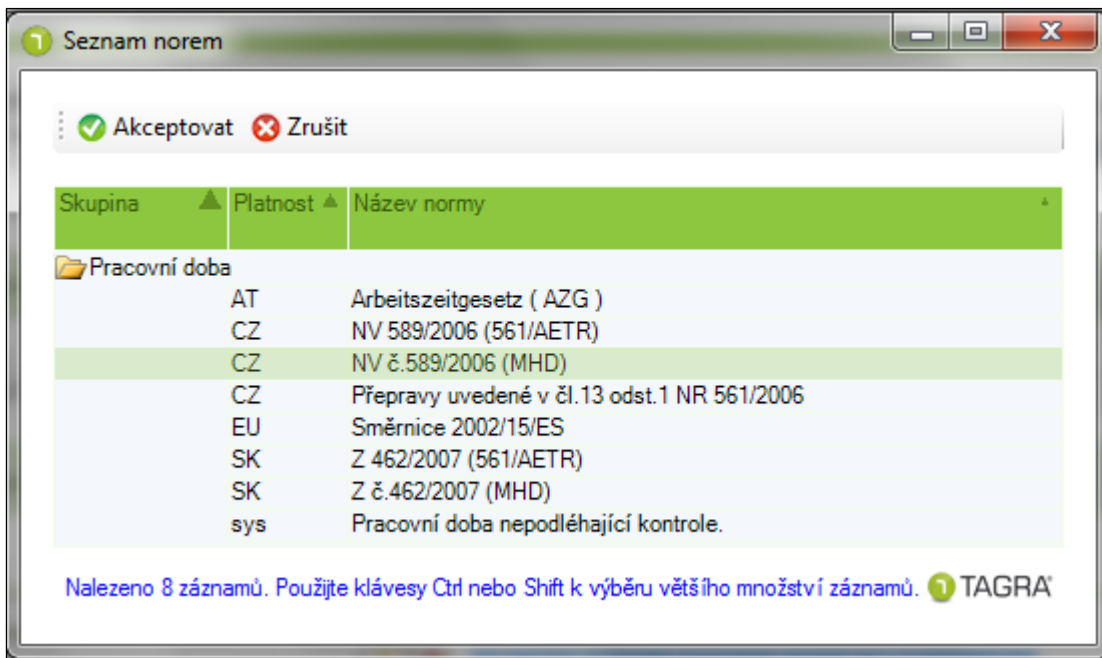 Seznam norem
Akceptovat Zrušit
Skupina Platnost Název normy
Pracovní doba
AT Arbeitszeitgesetz ( AZG )
CZ NV 589/2006 (561/AETR)
CZ NV č.589/2006 (MHD)
CZ Přepravy uvedené v čl.13 odst.1 NR 561/2006
EU Směrnice 2002/15/ES
SK Z 462/2007 (561/AETR)
SK Z č.462/2007 (MHD)
sys Pracovní doba nepodléhající kontrole.
Nalezeno 8 záznamů. Použijte klávesy Ctrl nebo Shift k výběru většího množství záznamů. TAGRA